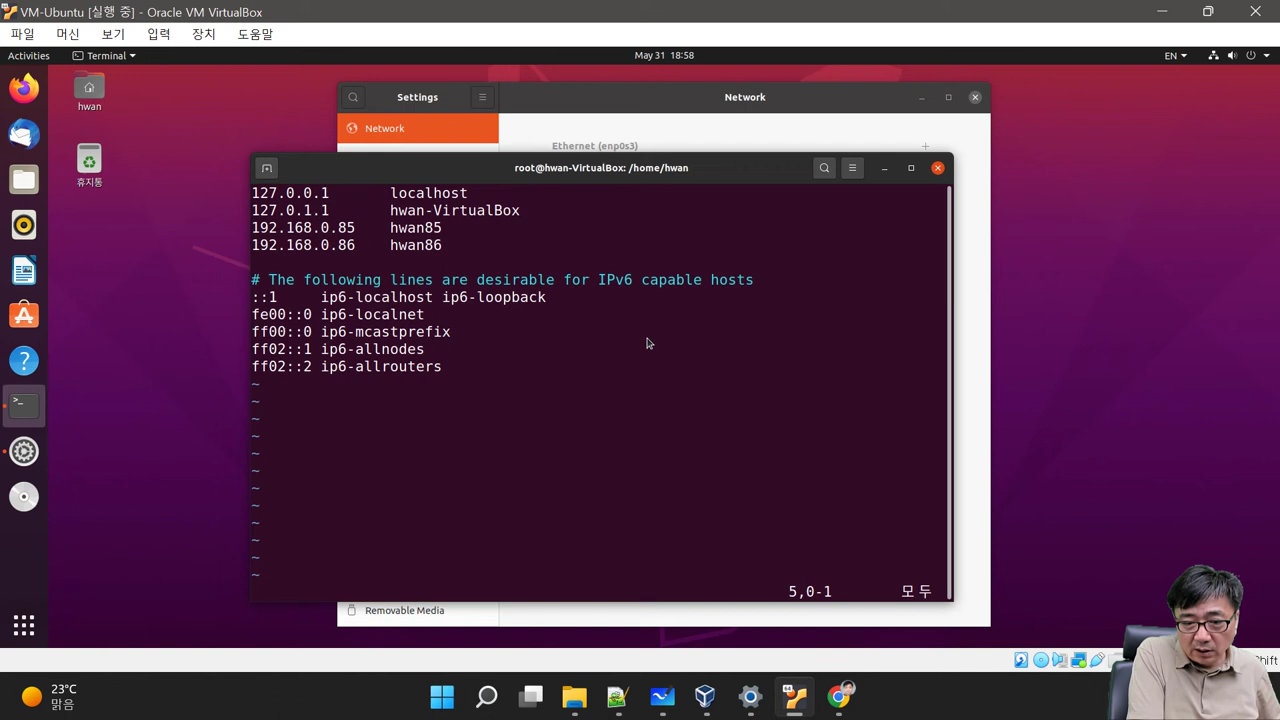 VM-Ubuntu [실행 중] - Oracle VM VirtualBox
파일 머신 보기 입력 장치 도움말
Activities Terminal May 31 18:58 EN
hwan
휴지통
Settings Network
Network
Ethernet (enp0s3) +
root@hwan-VirtualBox: /home/hwan
127.0.0.1 localhost
127.0.1.1 hwan-VirtualBox
192.168.0.85 hwan85
192.168.0.86 hwan86
# The following lines are desirable for IPv6 capable hosts
::1 ip6-localhost ip6-loopback
fe00::0 ip6-localnet
ff00::0 ip6-mcastprefix
ff02::1 ip6-allnodes
ff02::2 ip6-allrouters
~
~
~
~
~
~
~
~
~
~
~
~
5,0-1 모두
Removable Media
Shift
23°C
맑음